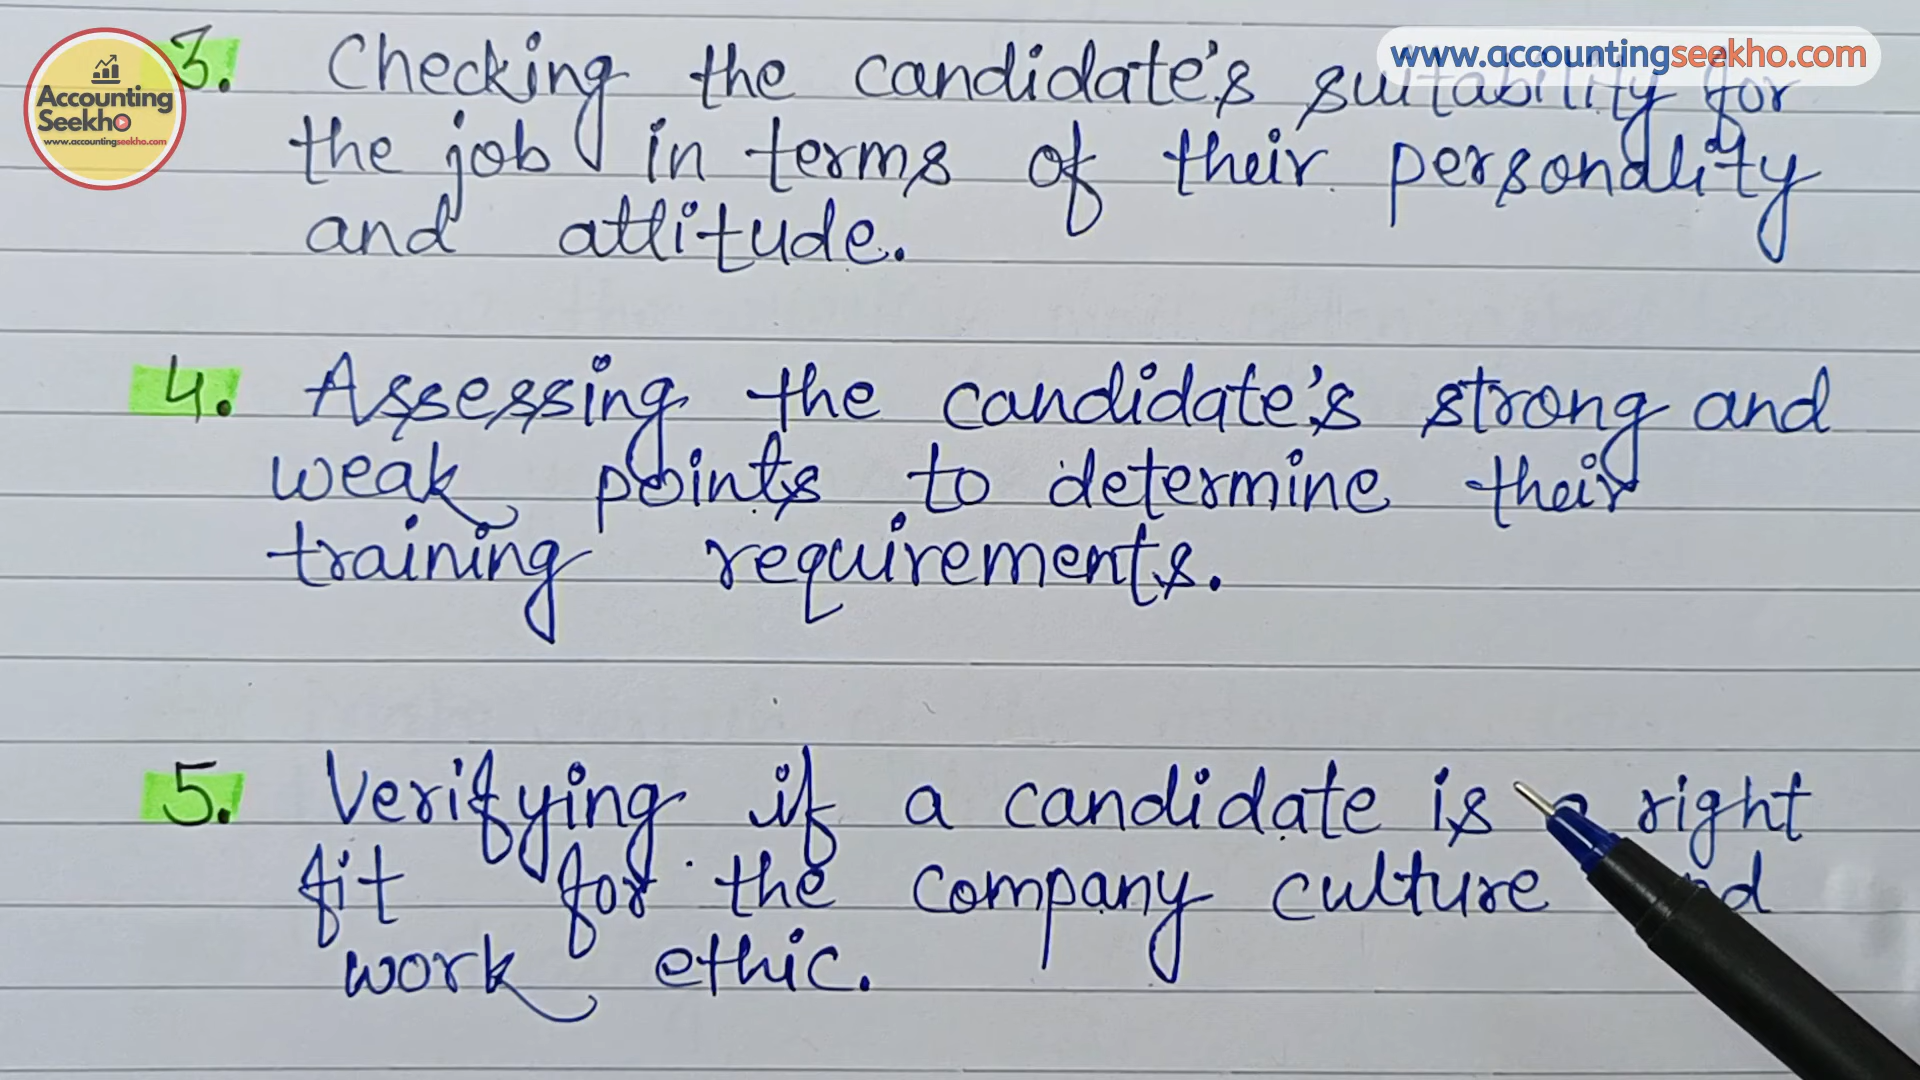 Accounting
Seekho
www.accountingseekho.com
www.accountingseekho.com
3. Checking the candidate's suitability for
the job in terms of their personality
and attitude.
4. Assessing the candidate's strong and
weak points to determine their
training requirements.
5. Verifying if a candidate is a right
fit for the company culture and
work ethic.